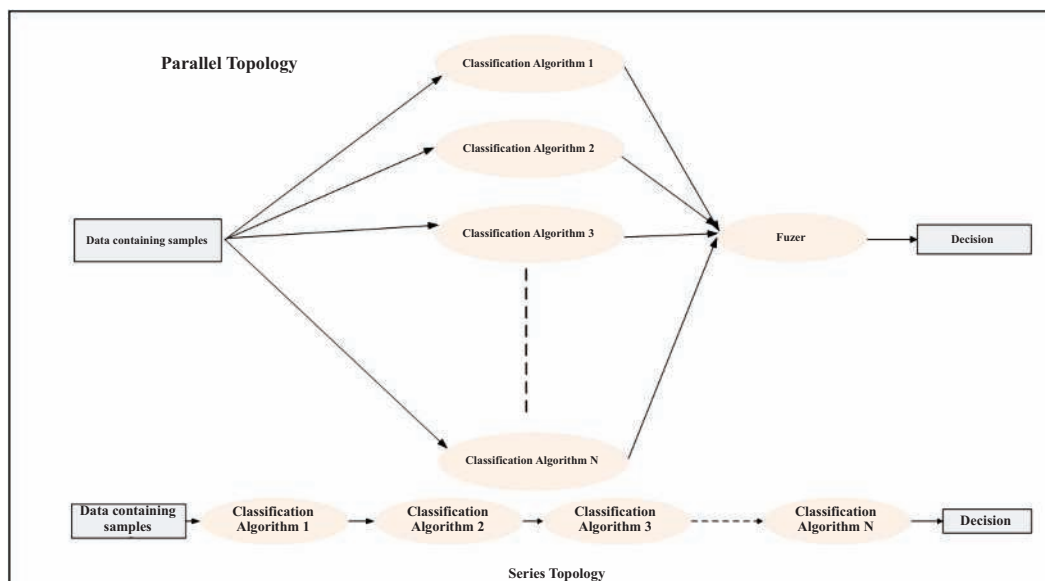 Parallel Topology
Classification Algorithm 1
Classification Algorithm 2
Classification Algorithm 3
Data containing samples
Fuzer
Decision
Classification Algorithm N
Data containing
samples
Classification
Algorithm 1
Classification
Algorithm 2
Classification
Algorithm 3
Classification
Algorithm N
Decision
Series Topology